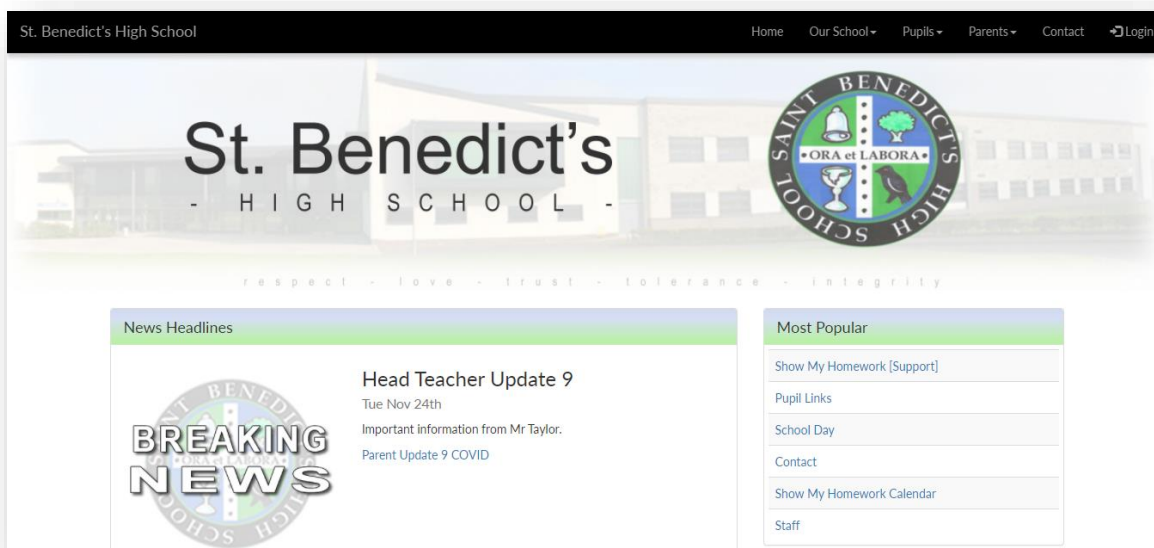 St. Benedict's High School
Home Our School Pupils Parents Contact Login
St. Benedict's
- HIGH SCHOOL -
SAINT BENEDICT'S HIGH SCHOOL
• ORA et LABORA •
respect - love - trust - tolerance - integrity
News Headlines
BREAKING
NEWS
Head Teacher Update 9
Tue Nov 24th
Important information from Mr Taylor.
Parent Update 9 COVID
Most Popular
Show My Homework [Support]
Pupil Links
School Day
Contact
Show My Homework Calendar
Staff